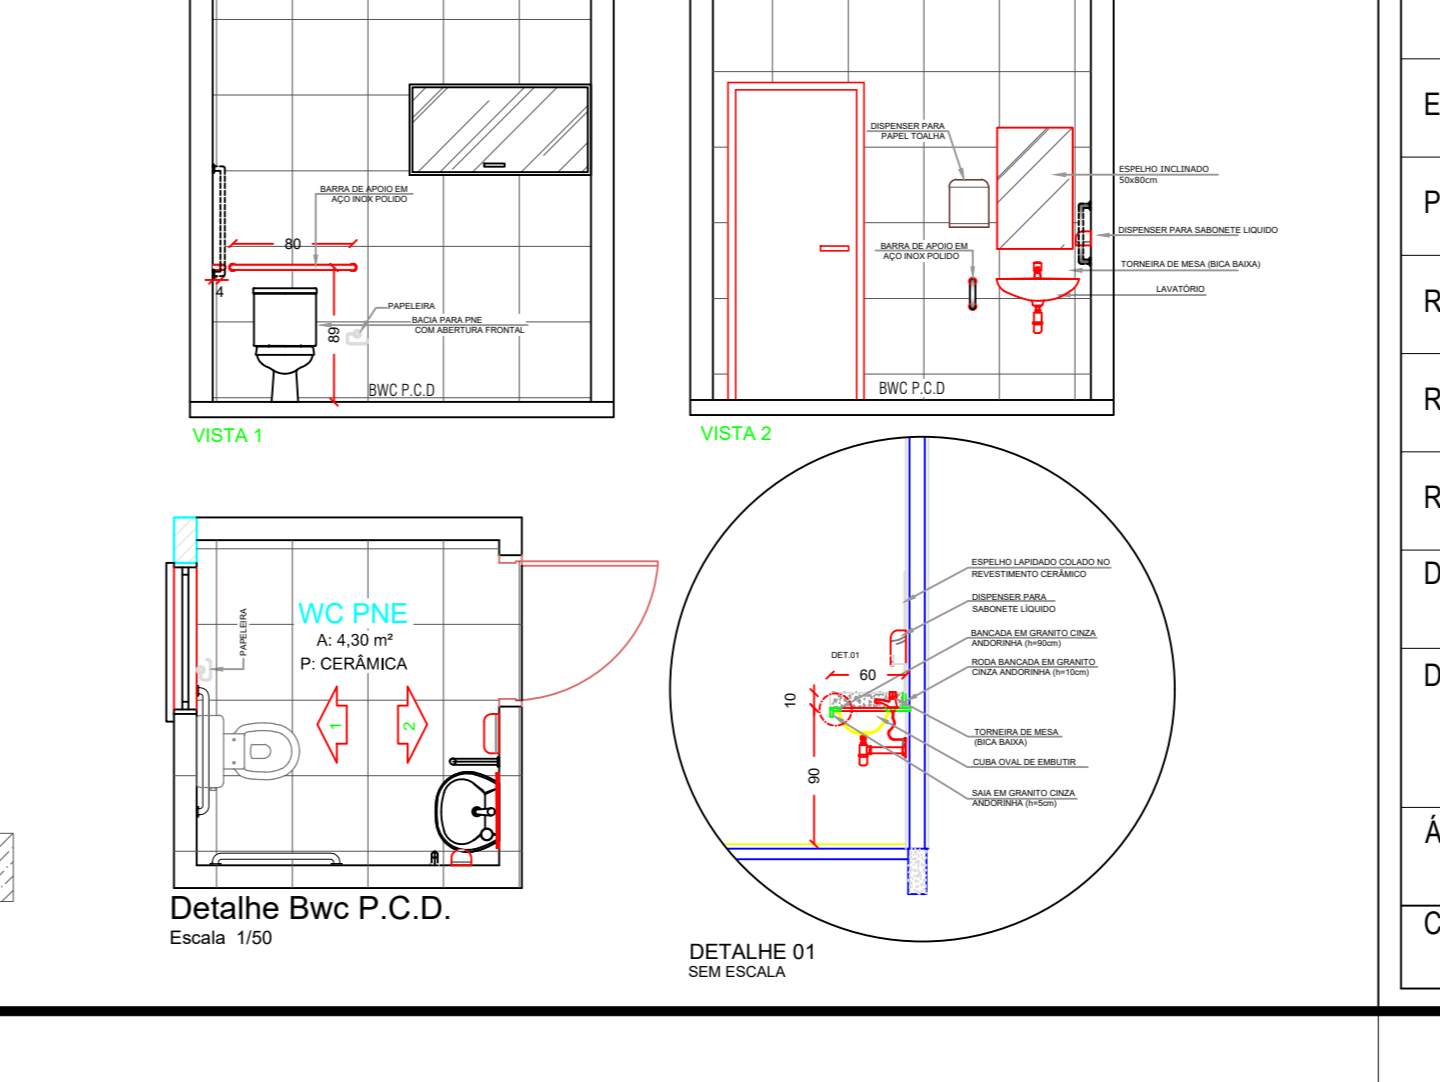 BARRA DE APOIO EM
AÇO INOX POLIDO
80
4
89
PAPELEIRA
BACIA PARA PNE
COM ABERTURA FRONTAL
BWC P.C.D
VISTA 1
DISPENSER PARA
PAPEL TOALHA
BARRA DE APOIO EM
AÇO INOX POLIDO
ESPELHO INCLINADO
50x80cm
DISPENSER PARA SABONETE LIQUIDO
TORNEIRA DE MESA (BICA BAIXA)
LAVATÓRIO
BWC P.C.D
VISTA 2
PAPELEIRA
WC PNE
A: 4,30 m²
P: CERÂMICA
1
2
Detalhe Bwc P.C.D.
Escala 1/50
ESPELHO LAPIDADO COLADO NO
REVESTIMENTO CERÂMICO
DISPENSER PARA
SABONETE LÍQUIDO
BANCADA EM GRANITO CINZA
ANDORINHA (h=90cm)
RODA BANCADA EM GRANITO
CINZA ANDORINHA (h=10cm)
TORNEIRA DE MESA
(BICA BAIXA)
CUBA OVAL DE EMBUTIR
SAIA EM GRANITO CINZA
ANDORINHA (h=5cm)
DET.01
60
10
90
DETALHE 01
SEM ESCALA
E
P
R
R
R
D
D
Á
C